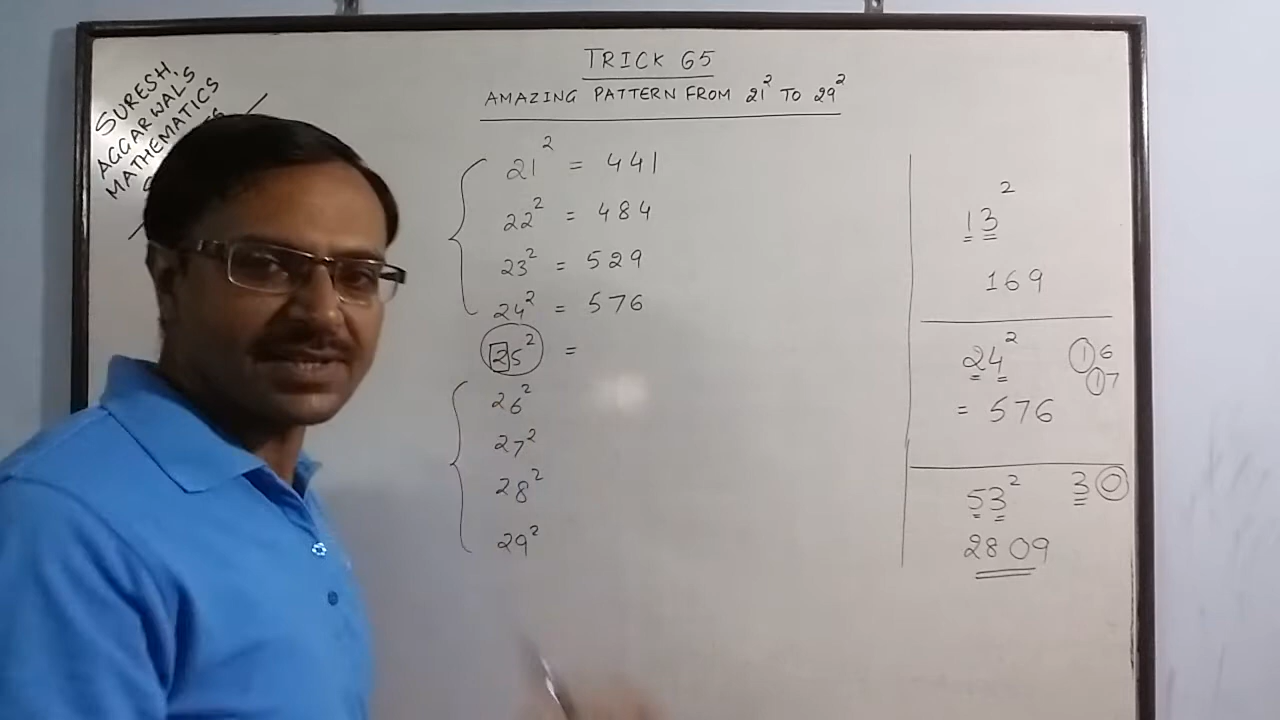 SURESH
AGGARWAL'S
MATHEMATICS
TRICK 65
AMAZING PATTERN FROM 21² TO 29²
21² = 441
22² = 484
23² = 529
24² = 576
25² =
26²
27²
28²
29²
13²
169
24² 16
17
= 576
53² 30
2809